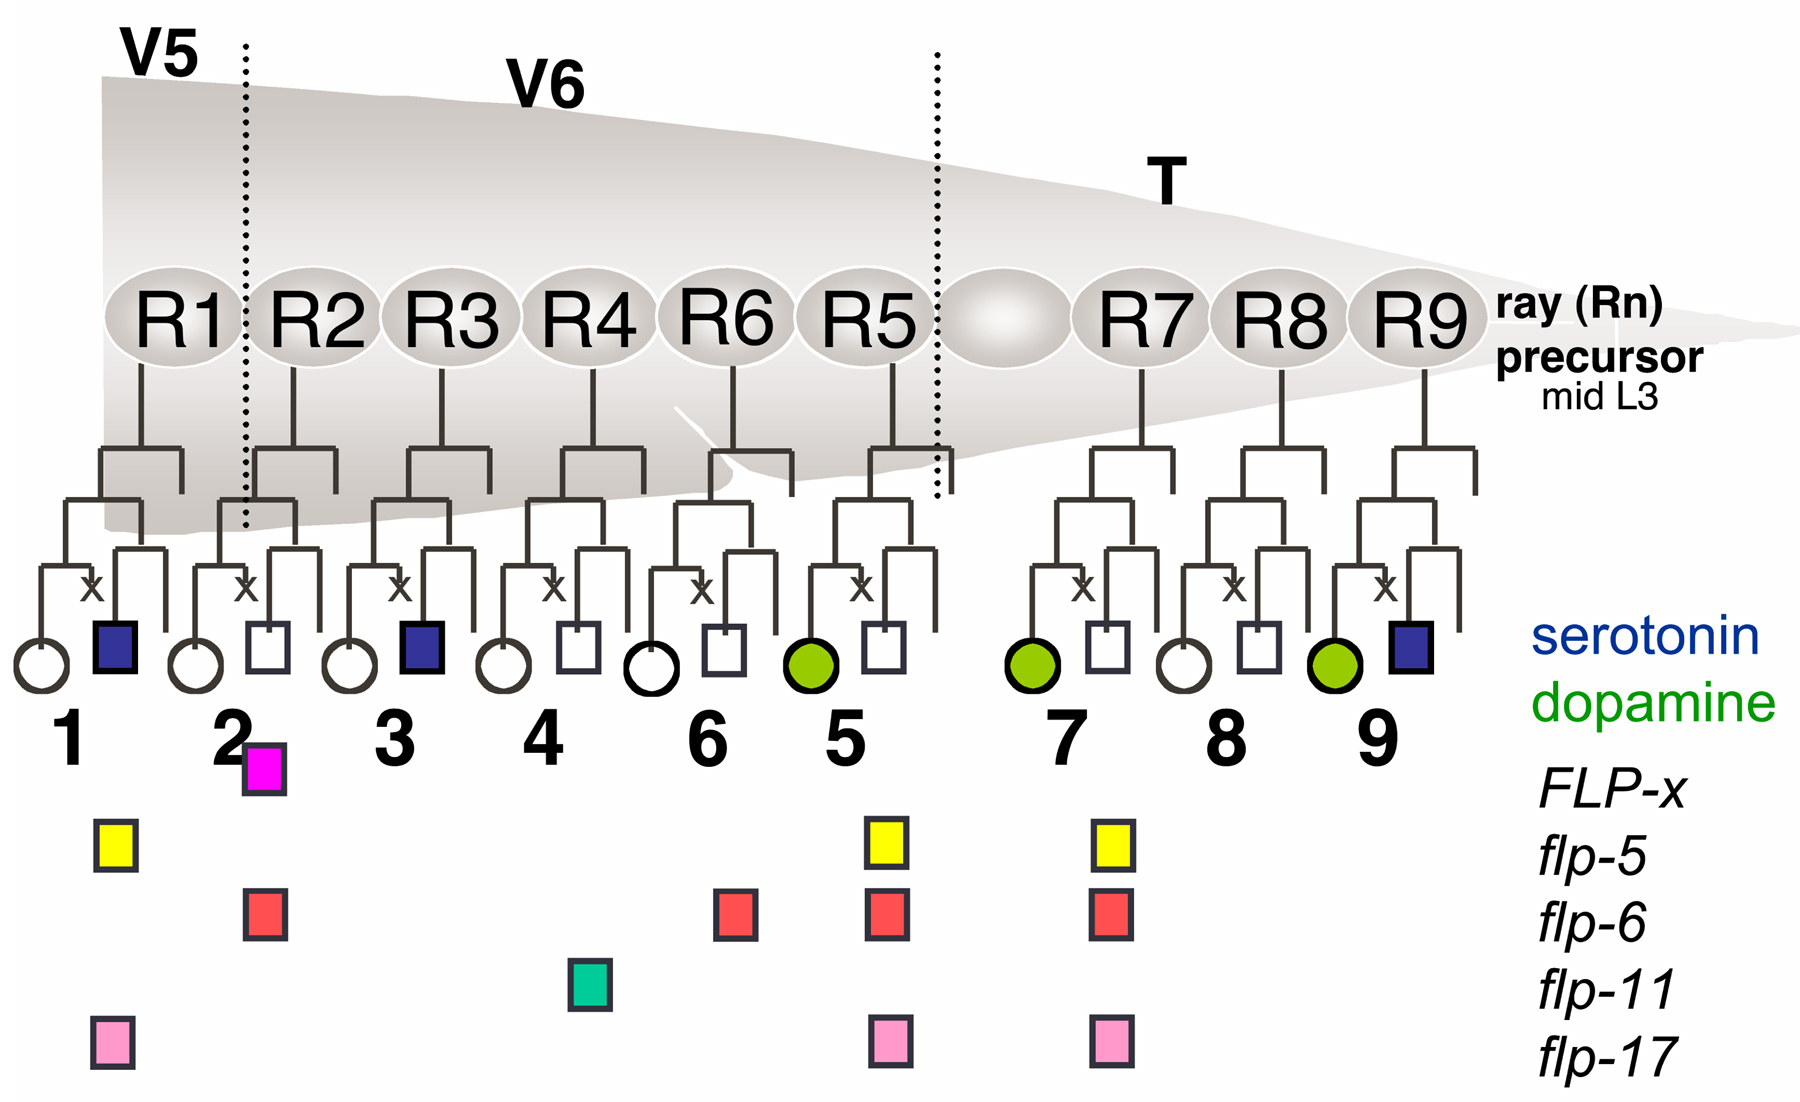 V5
V6
T
R1 R2 R3 R4 R6 R5 R7 R8 R9
ray (Rn)
precursor
mid L3
x x x x x x x x x
serotonin
dopamine
1 2 3 4 6 5 7 8 9
FLP-x
flp-5
flp-6
flp-11
flp-17